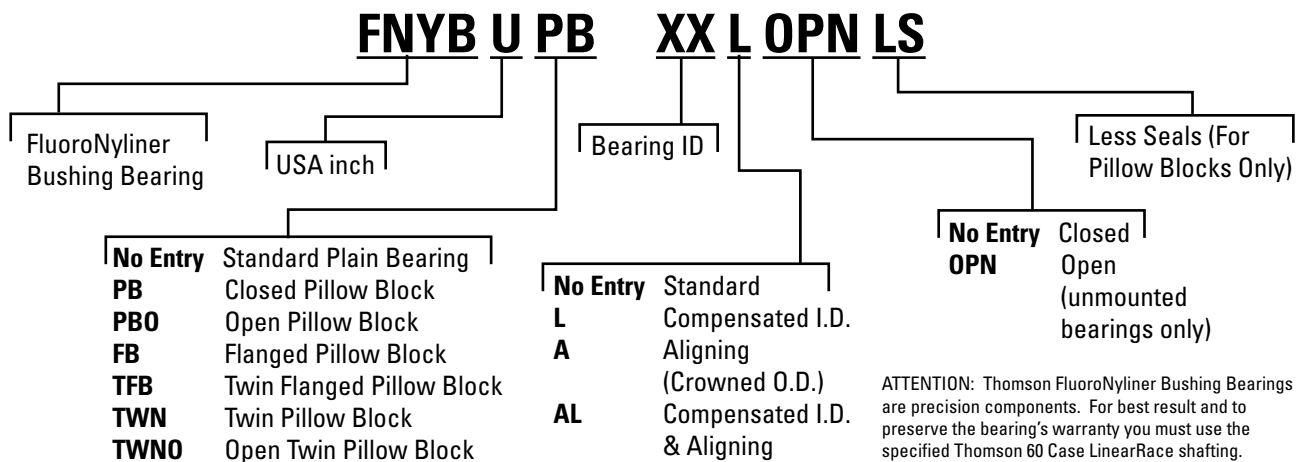 FNYB U PB XX L OPN LS
FluoroNyliner
Bushing Bearing
USA inch
Bearing ID
Less Seals (For
Pillow Blocks Only)
No Entry Standard Plain Bearing
PB Closed Pillow Block
PBO Open Pillow Block
FB Flanged Pillow Block
TFB Twin Flanged Pillow Block
TWN Twin Pillow Block
TWNO Open Twin Pillow Block
No Entry Standard
L Compensated I.D.
A Aligning
(Crowned O.D.)
AL Compensated I.D.
& Aligning
No Entry Closed
OPN Open
(unmounted
bearings only)
ATTENTION: Thomson FluoroNyliner Bushing Bearings
are precision components. For best result and to
preserve the bearing's warranty you must use the
specified Thomson 60 Case LinearRace shafting.